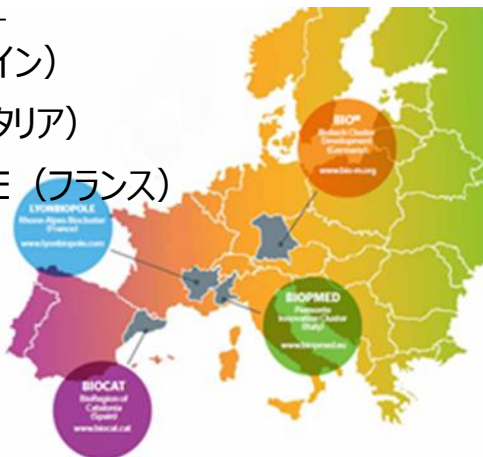 イン）
タリア）
E（フランス）
BIOᴹ
Biotech Cluster
Development
(Germany)
www.bio-m.org
LYONBIOPOLE
Rhone-Alpes Biocluster
(France)
www.lyonbiopole.com
BIOPMED
Piemonte
Innovation Cluster
(Italy)
www.biopmed.eu
BIOCAT
BioRegion of
Catalonia
(Spain)
www.biocat.cat